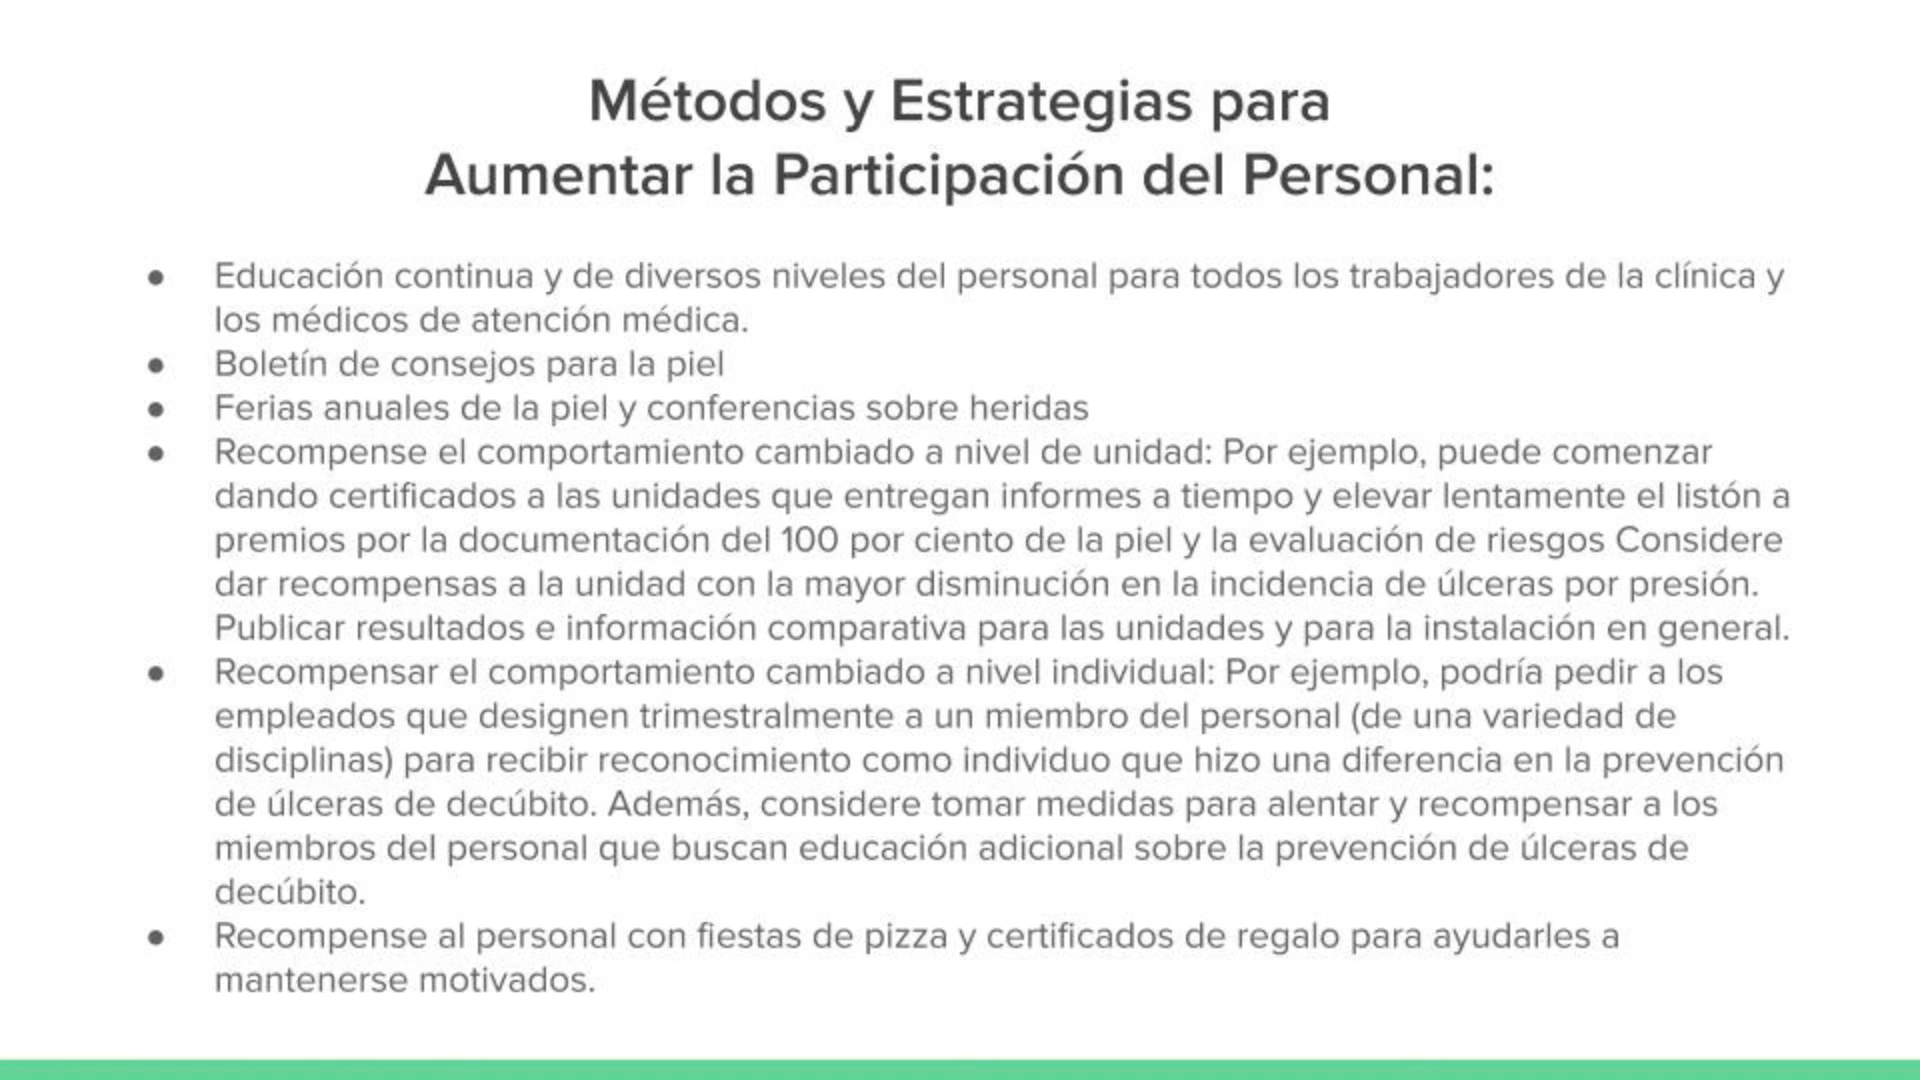 Métodos y Estrategias para
Aumentar la Participación del Personal:
● Educación continua y de diversos niveles del personal para todos los trabajadores de la clínica y
los médicos de atención médica.
● Boletín de consejos para la piel
● Ferias anuales de la piel y conferencias sobre heridas
● Recompense el comportamiento cambiado a nivel de unidad: Por ejemplo, puede comenzar
dando certificados a las unidades que entregan informes a tiempo y elevar lentamente el listón a
premios por la documentación del 100 por ciento de la piel y la evaluación de riesgos Considere
dar recompensas a la unidad con la mayor disminución en la incidencia de úlceras por presión.
Publicar resultados e información comparativa para las unidades y para la instalación en general.
● Recompensar el comportamiento cambiado a nivel individual: Por ejemplo, podría pedir a los
empleados que designen trimestralmente a un miembro del personal (de una variedad de
disciplinas) para recibir reconocimiento como individuo que hizo una diferencia en la prevención
de úlceras de decúbito. Además, considere tomar medidas para alentar y recompensar a los
miembros del personal que buscan educación adicional sobre la prevención de úlceras de
decúbito.
● Recompense al personal con fiestas de pizza y certificados de regalo para ayudarles a
mantenerse motivados.